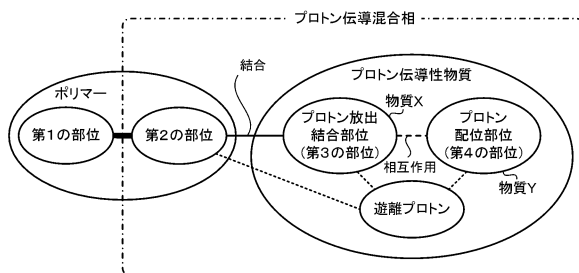 プロトン伝導混合相
結合
プロトン伝導性物質
ポリマー
第1の部位
第2の部位
プロトン放出
結合部位
(第3の部位)
物質X
プロトン
配位部位
(第4の部位)
相互作用
物質Y
遊離プロトン